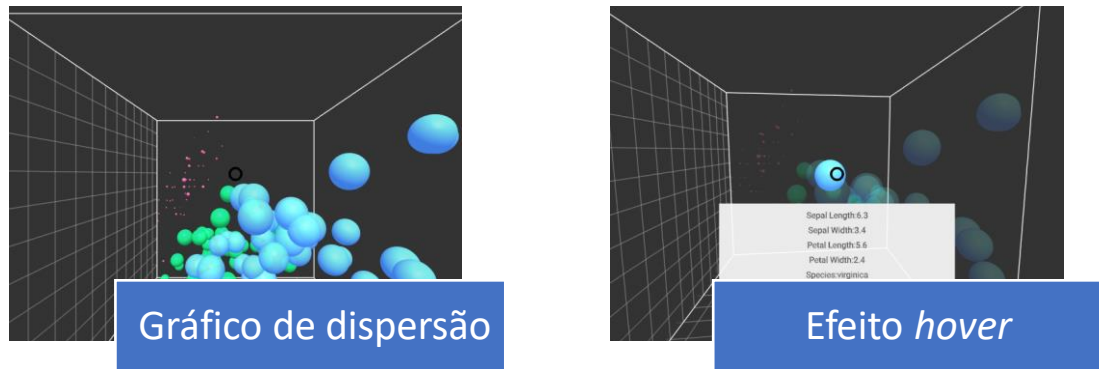 Sepal Length:6.3
Sepal Width:3.4
Petal Length:5.6
Petal Width:2.4
Species:virginica
Gráfico de dispersão
Efeito hover